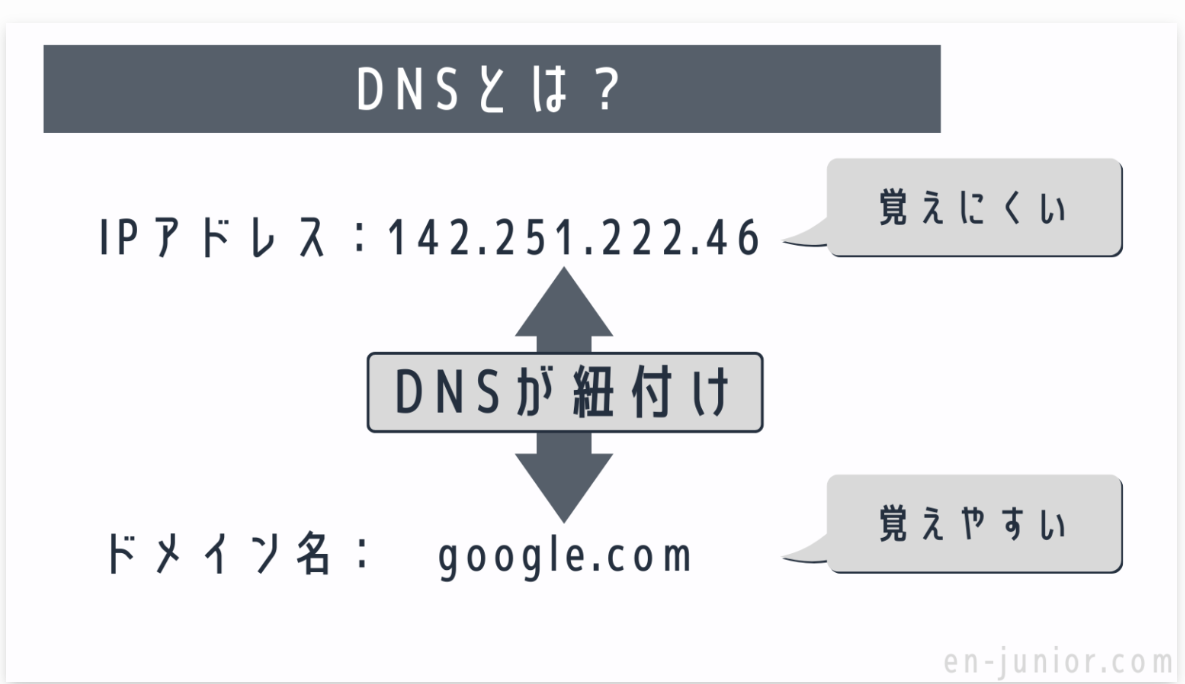 DNSとは？
IPアドレス：142.251.222.46
覚えにくい
DNSが紐付け
ドメイン名： google.com
覚えやすい
en-junior.com